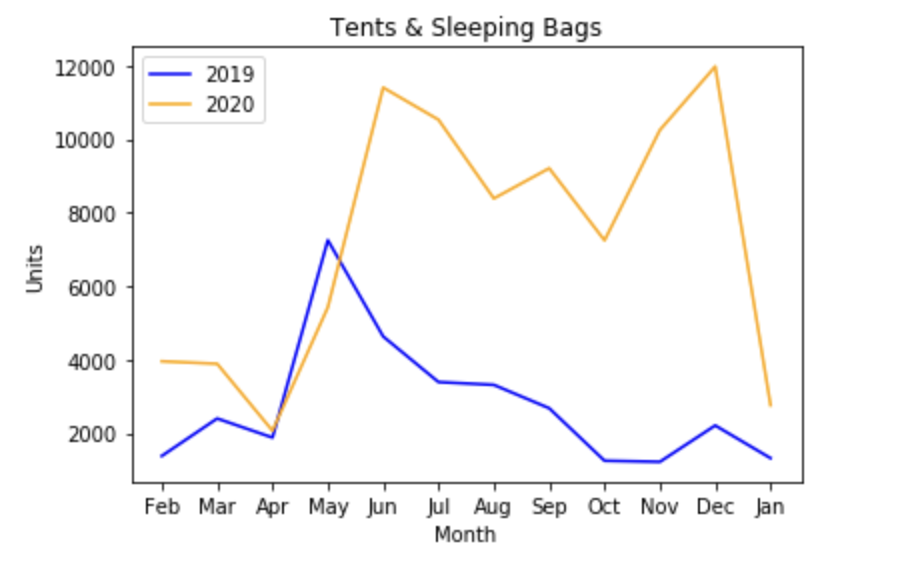 Tents & Sleeping Bags
2019
2020
12000
10000
8000
6000
4000
2000
Units
Feb Mar Apr May Jun Jul Aug Sep Oct Nov Dec Jan
Month